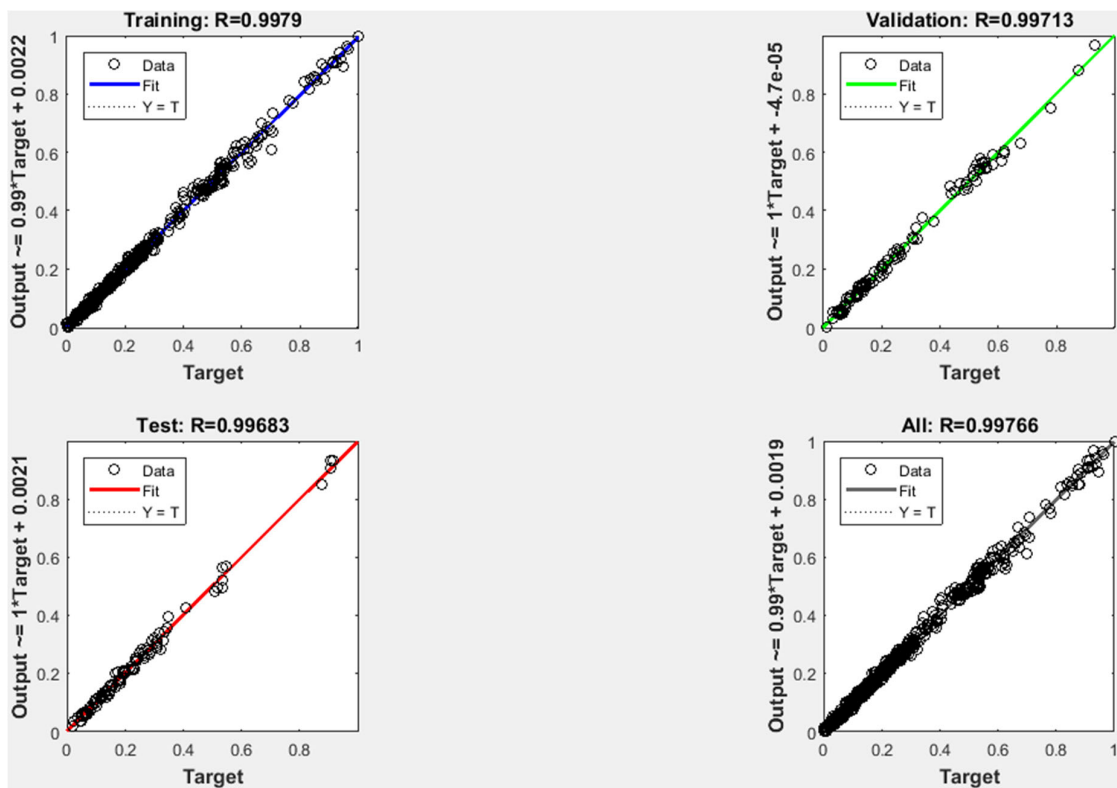 Training: R=0.9979
Output ~= 0.99*Target + 0.0022
1
0.8
0.6
0.4
0.2
0
Data
Fit
Y = T
0 0.2 0.4 0.6 0.8 1
Target
Validation: R=0.99713
Output ~= 1*Target + -4.7e-05
1
0.8
0.6
0.4
0.2
0
Data
Fit
Y = T
0 0.2 0.4 0.6 0.8 1
Target
Test: R=0.99683
Output ~= 1*Target + 0.0021
0.8
0.6
0.4
0.2
0
Data
Fit
Y = T
0 0.2 0.4 0.6 0.8
Target
All: R=0.99766
Output ~= 0.99*Target + 0.0019
1
0.8
0.6
0.4
0.2
0
Data
Fit
Y = T
0 0.2 0.4 0.6 0.8 1
Target